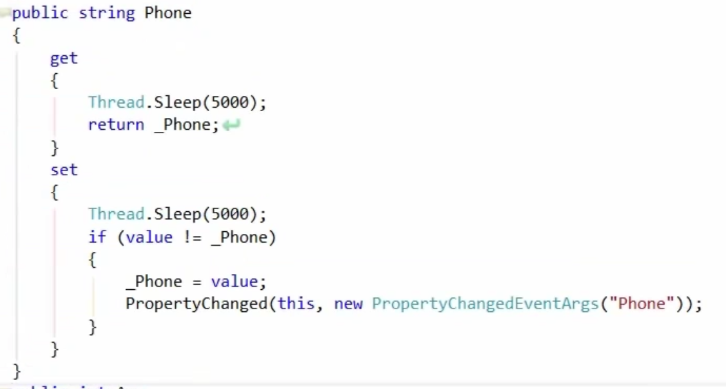 public string Phone
{
get
{
Thread.Sleep(5000);
return _Phone;
}
set
{
Thread.Sleep(5000);
if (value != _Phone)
{
_Phone = value;
PropertyChanged(this, new PropertyChangedEventArgs("Phone"));
}
}
}